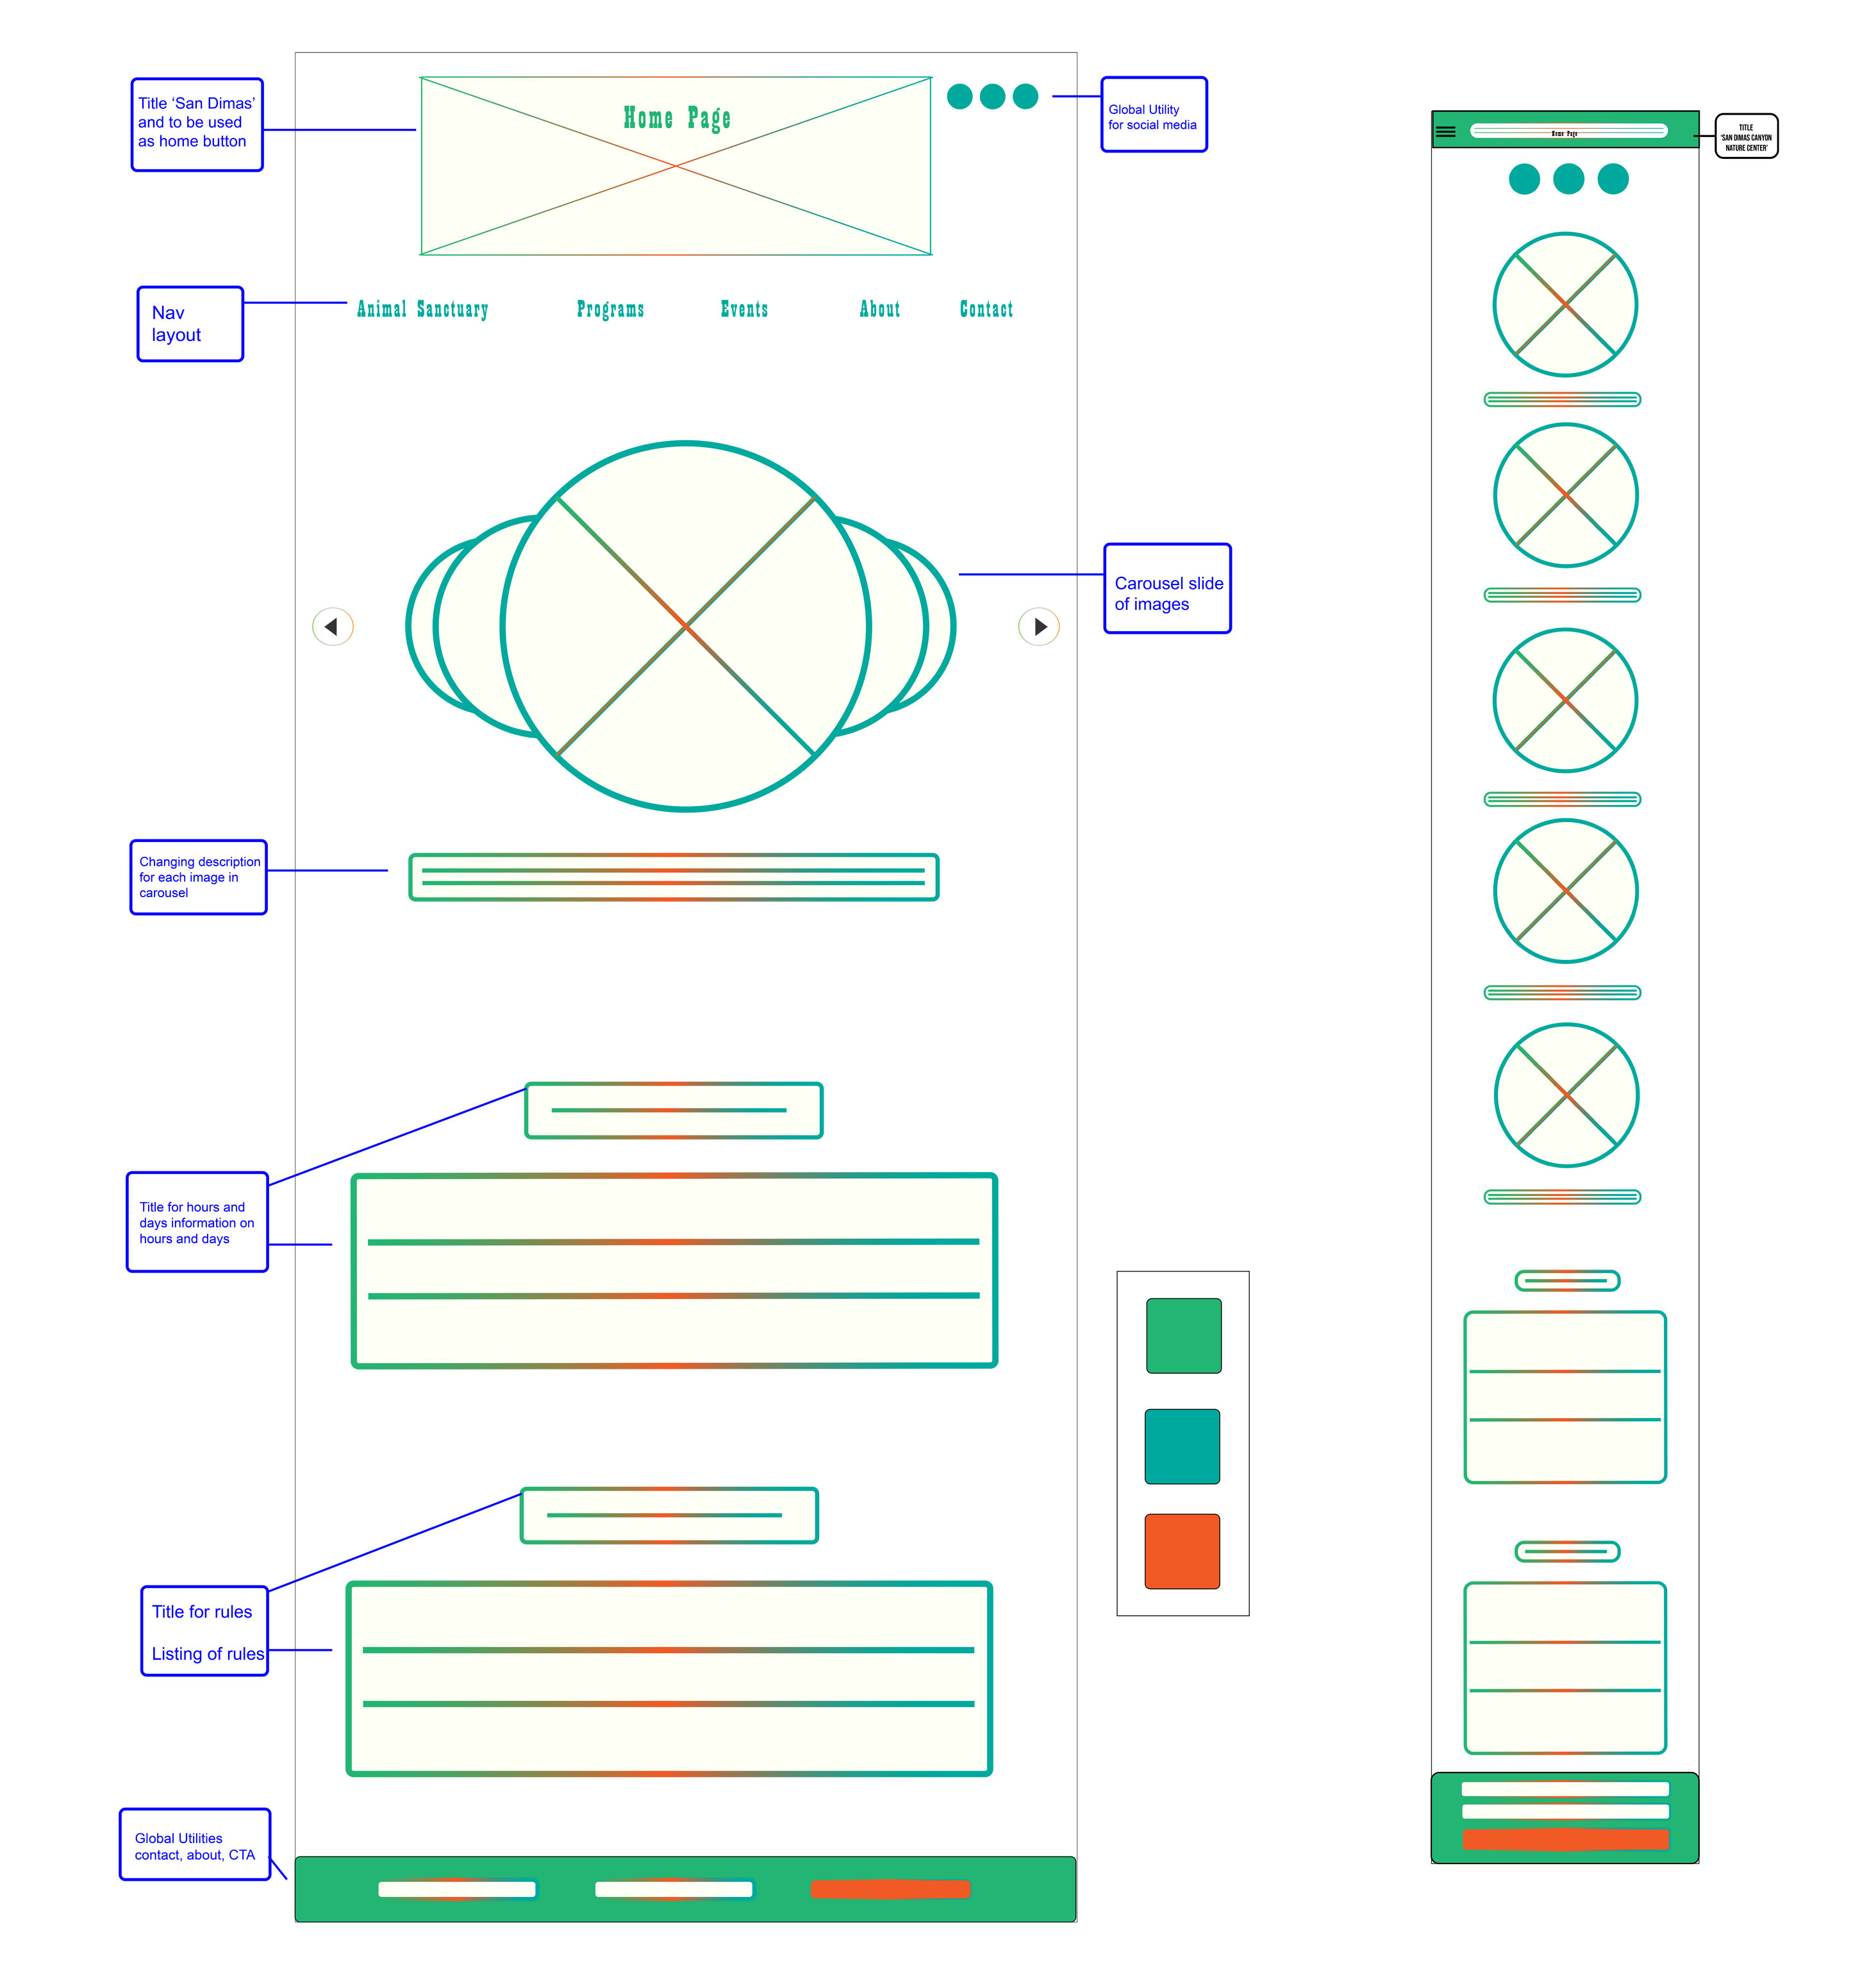 Title ‘San Dimas’
and to be used
as home button
Home Page
Global Utility
for social media
Nav
layout
Animal Sanctuary
Programs
Events
About
Contact
Carousel slide
of images
Changing description
for each image in
carousel
Title for hours and
days information on
hours and days
Title for rules
Listing of rules
Global Utilities
contact, about, CTA
Home Page
TITLE
‘SAN DIMAS CANYON
NATURE CENTER’